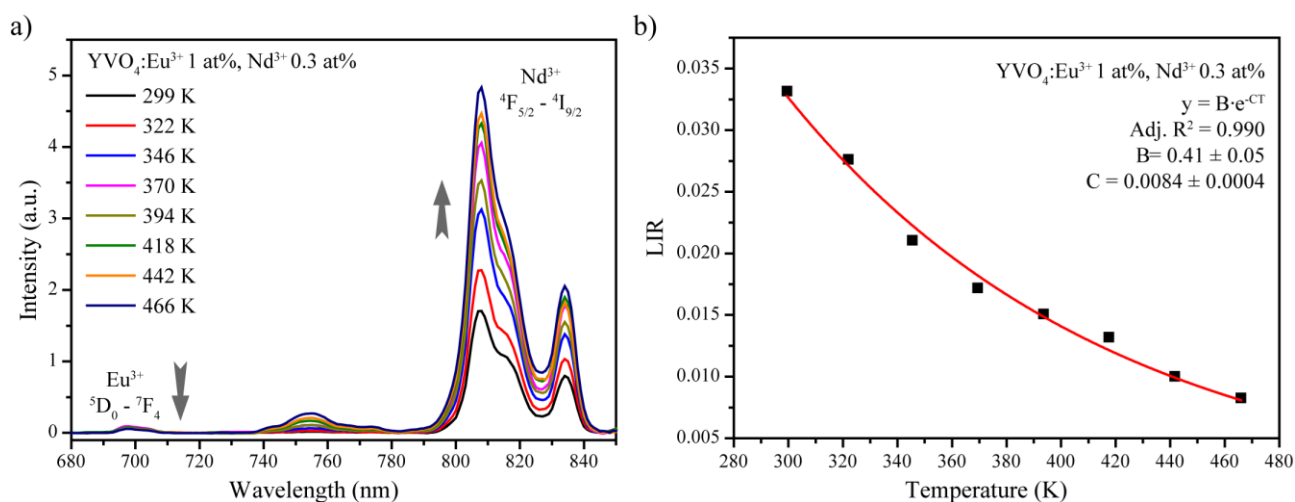 a)
YVO₄:Eu³⁺ 1 at%, Nd³⁺ 0.3 at%
299 K
322 K
346 K
370 K
394 K
418 K
442 K
466 K
Nd³⁺
⁴F₅/₂ - ⁴I₉/₂
Eu³⁺
⁵D₀ - ⁷F₄
Intensity (a.u.)
5
4
3
2
1
0
680 700 720 740 760 780 800 820 840
Wavelength (nm)
b)
YVO₄:Eu³⁺ 1 at%, Nd³⁺ 0.3 at%
y = B·e⁻ᶜᵀ
Adj. R² = 0.990
B= 0.41 ± 0.05
C = 0.0084 ± 0.0004
LIR
0.035
0.030
0.025
0.020
0.015
0.010
0.005
280 300 320 340 360 380 400 420 440 460 480
Temperature (K)